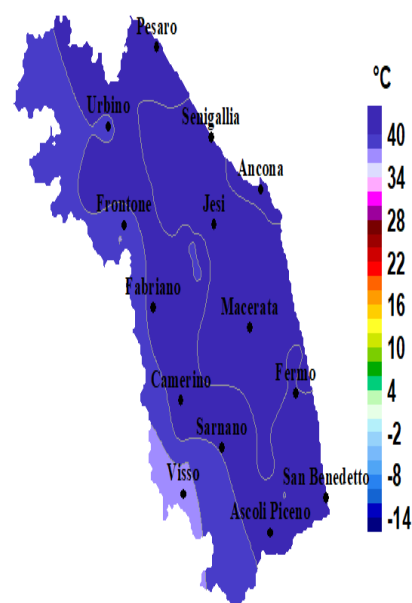 Pesaro
°C
Urbino
Senigallia
40
34
Ancona
Frontone
Jesi
28
22
Fabriano
Macerata
16
10
Camerino
Fermo
4
Sarnano
-2
Visso
San Benedetto
-8
Ascoli Piceno
-14